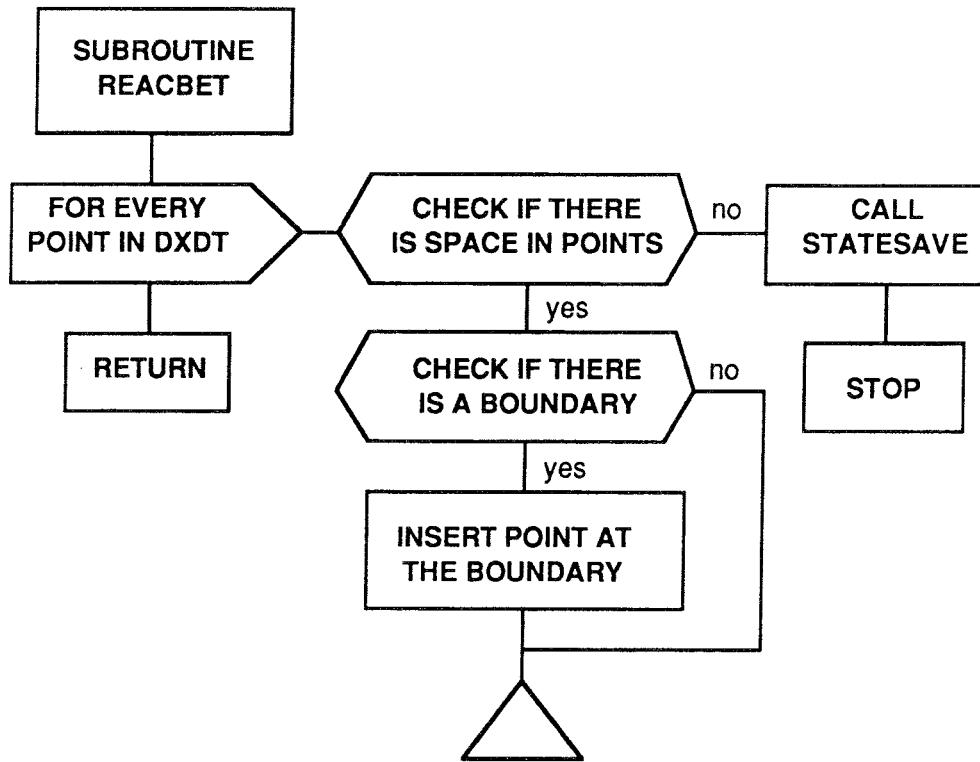 SUBROUTINE
REACBET
FOR EVERY
POINT IN DXDT
CHECK IF THERE
IS SPACE IN POINTS
no
CALL
STATESAVE
yes
RETURN
CHECK IF THERE
IS A BOUNDARY
no
STOP
yes
INSERT POINT AT
THE BOUNDARY